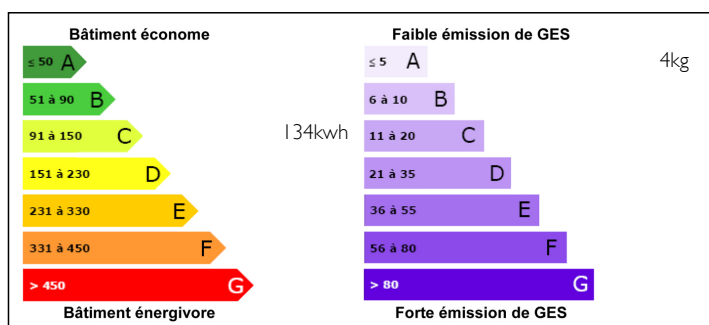 Bâtiment économe
≤ 50 A
51 à 90 B
91 à 150 C
134kwh
151 à 230 D
231 à 330 E
331 à 450 F
> 450 G
Bâtiment énergivore
Faible émission de GES
≤ 5 A
4kg
6 à 10 B
11 à 20 C
21 à 35 D
36 à 55 E
56 à 80 F
> 80 G
Forte émission de GES